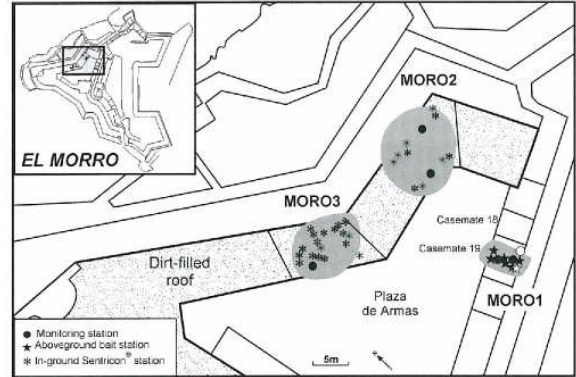 EL MORRO
MORO2
MORO3
Casemate 18
Casemate 19
Dirt-filled
roof
MORO1
Plaza
de Armas
Monitoring station
Aboveground bait station
In-ground Sentricon® station
5m